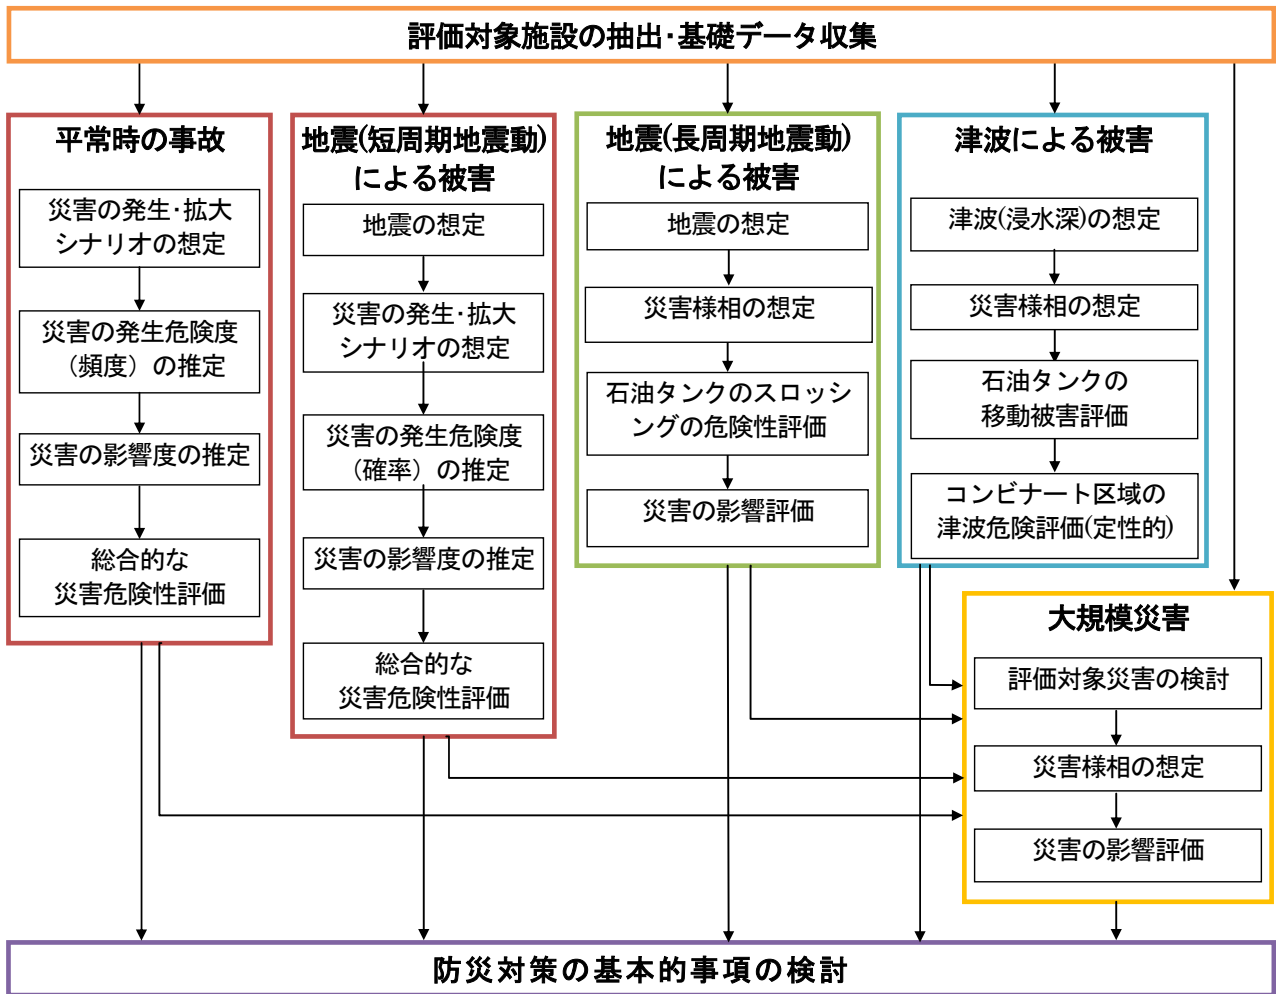 評価対象施設の抽出･基礎データ収集
平常時の事故
災害の発生･拡大
シナリオの想定
災害の発生危険度
（頻度）の推定
災害の影響度の推定
総合的な
災害危険性評価
地震(短周期地震動)
による被害
地震の想定
災害の発生･拡大
シナリオの想定
災害の発生危険度
（確率）の推定
災害の影響度の推定
総合的な
災害危険性評価
地震(長周期地震動)
による被害
地震の想定
災害様相の想定
石油タンクのスロッシ
ングの危険性評価
災害の影響評価
津波による被害
津波(浸水深)の想定
災害様相の想定
石油タンクの
移動被害評価
コンビナート区域の
津波危険評価(定性的)
大規模災害
評価対象災害の検討
災害様相の想定
災害の影響評価
防災対策の基本的事項の検討